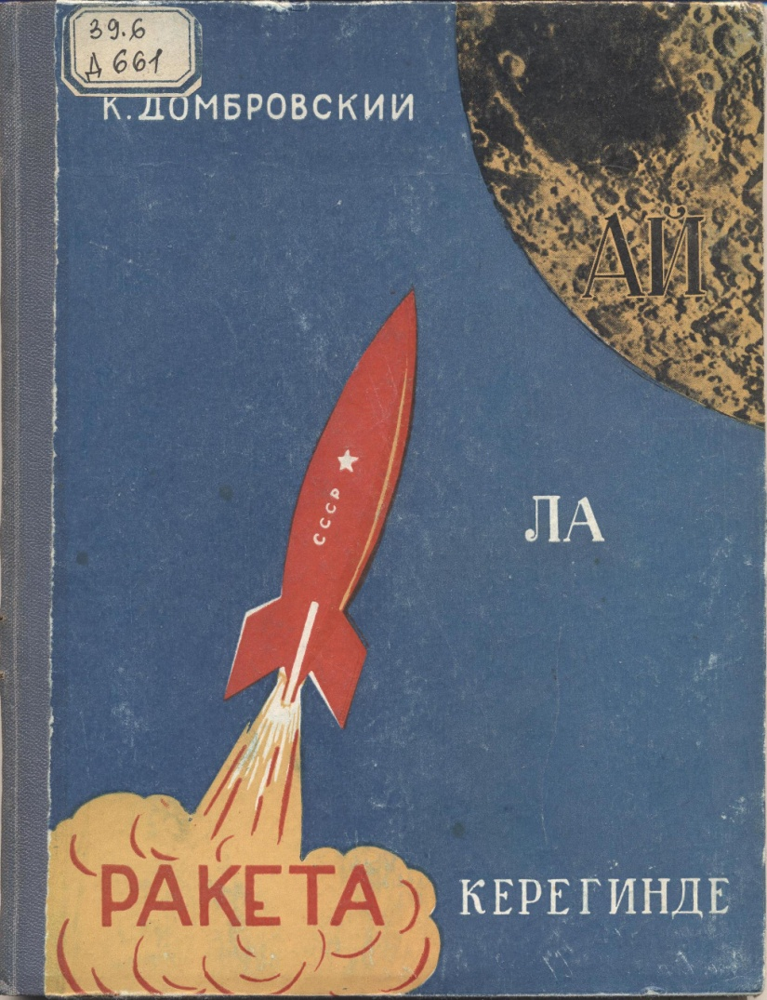 39.6
Д 661
К. ДОМБРОВСКИЙ
АЙ
СССР
ЛА
РАКЕТА КЕРЕГИНДЕ